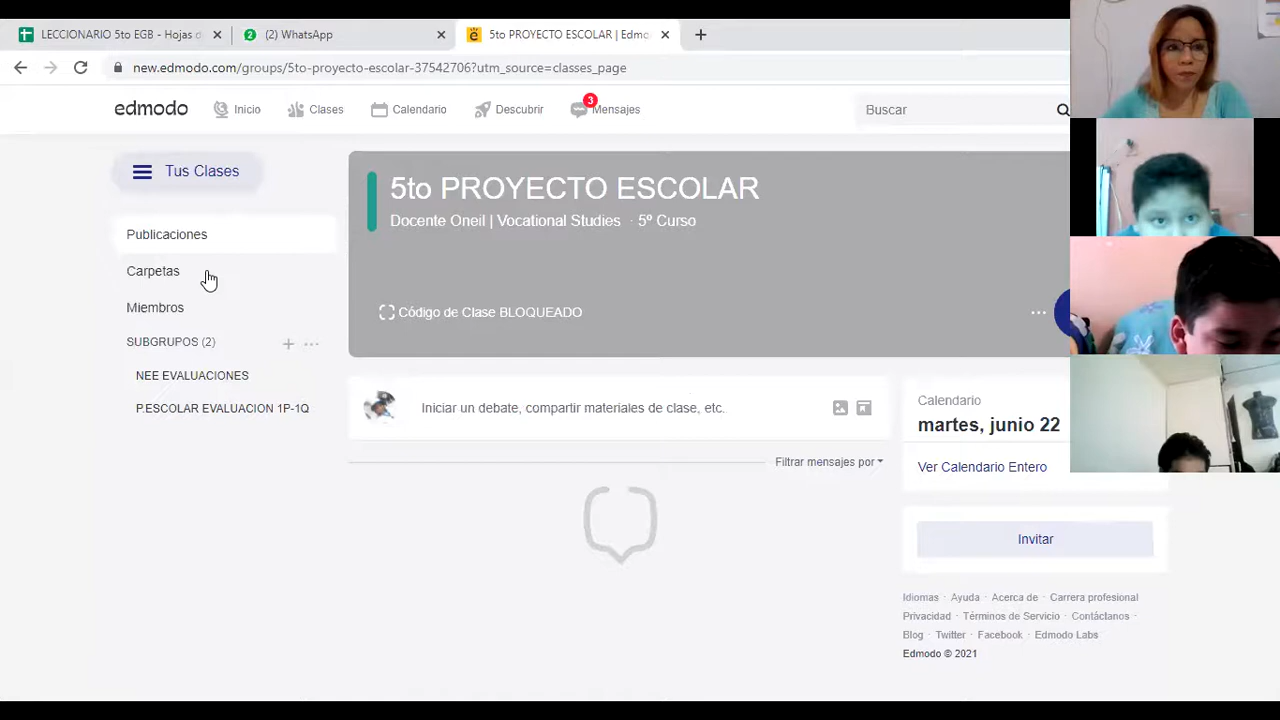 LECCIONARIO 5to EGB - Hojas d
(2) WhatsApp
5to PROYECTO ESCOLAR | Edmo
new.edmodo.com/groups/5to-proyecto-escolar-37542706?utm_source=classes_page
edmodo
Inicio
Clases
Calendario
Descubrir
3
Mensajes
Buscar
Tus Clases
Publicaciones
Carpetas
Miembros
SUBGRUPOS (2)
NEE EVALUACIONES
P.ESCOLAR EVALUACION 1P-1Q
5to PROYECTO ESCOLAR
Docente Oneil | Vocational Studies · 5º Curso
Código de Clase BLOQUEADO
Iniciar un debate, compartir materiales de clase, etc.
Filtrar mensajes por
Calendario
martes, junio 22
Ver Calendario Entero
Invitar
Idiomas · Ayuda · Acerca de · Carrera profesional
Privacidad · Términos de Servicio · Contáctanos ·
Blog · Twitter · Facebook · Edmodo Labs
Edmodo © 2021